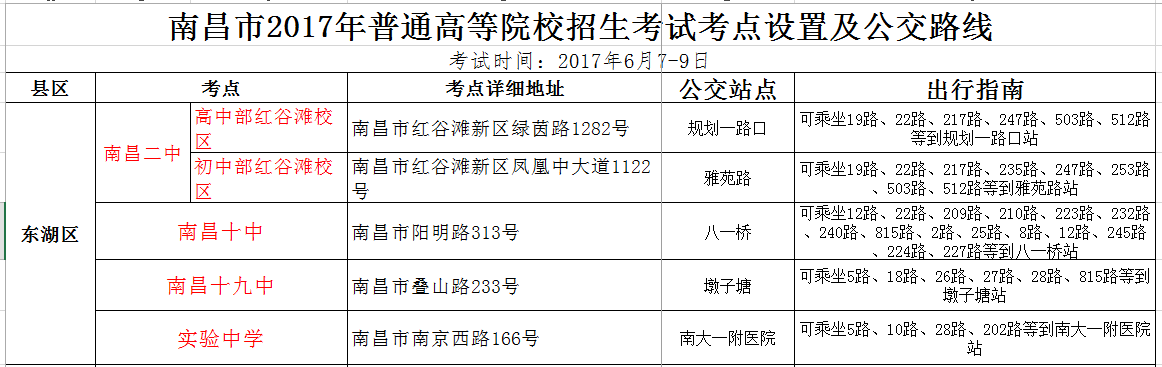 南昌市2017年普通高等院校招生考试考点设置及公交路线
考试时间：2017年6月7-9日
县区
考点
考点详细地址
公交站点
出行指南
东湖区
南昌二中
高中部红谷滩校
区
南昌市红谷滩新区绿茵路1282号
规划一路口
可乘坐19路、22路、217路、247路、503路、512路
等到规划一路口站
初中部红谷滩校
区
南昌市红谷滩新区凤凰中大道1122
号
雅苑路
可乘坐19路、22路、217路、235路、247路、253路
、503路、512路等到雅苑路站
南昌十中
南昌市阳明路313号
八一桥
可乘坐12路、22路、209路、210路、223路、232路
、240路、815路、2路、25路、8路、12路、245路
、224路、227路等到八一桥站
南昌十九中
南昌市叠山路233号
墩子塘
可乘坐5路、18路、26路、27路、28路、815路等到
墩子塘站
实验中学
南昌市南京西路166号
南大一附医院
可乘坐5路、10路、28路、202路等到南大一附医院
站